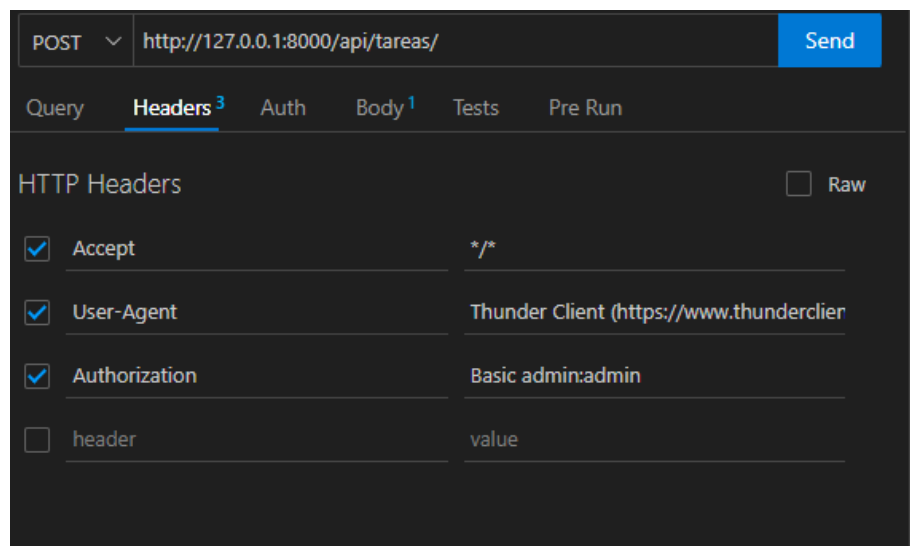 POST http://127.0.0.1:8000/api/tareas/ Send
Query Headers 3 Auth Body 1 Tests Pre Run
HTTP Headers Raw
Accept */*
User-Agent Thunder Client (https://www.thunderclien
Authorization Basic admin:admin
header value